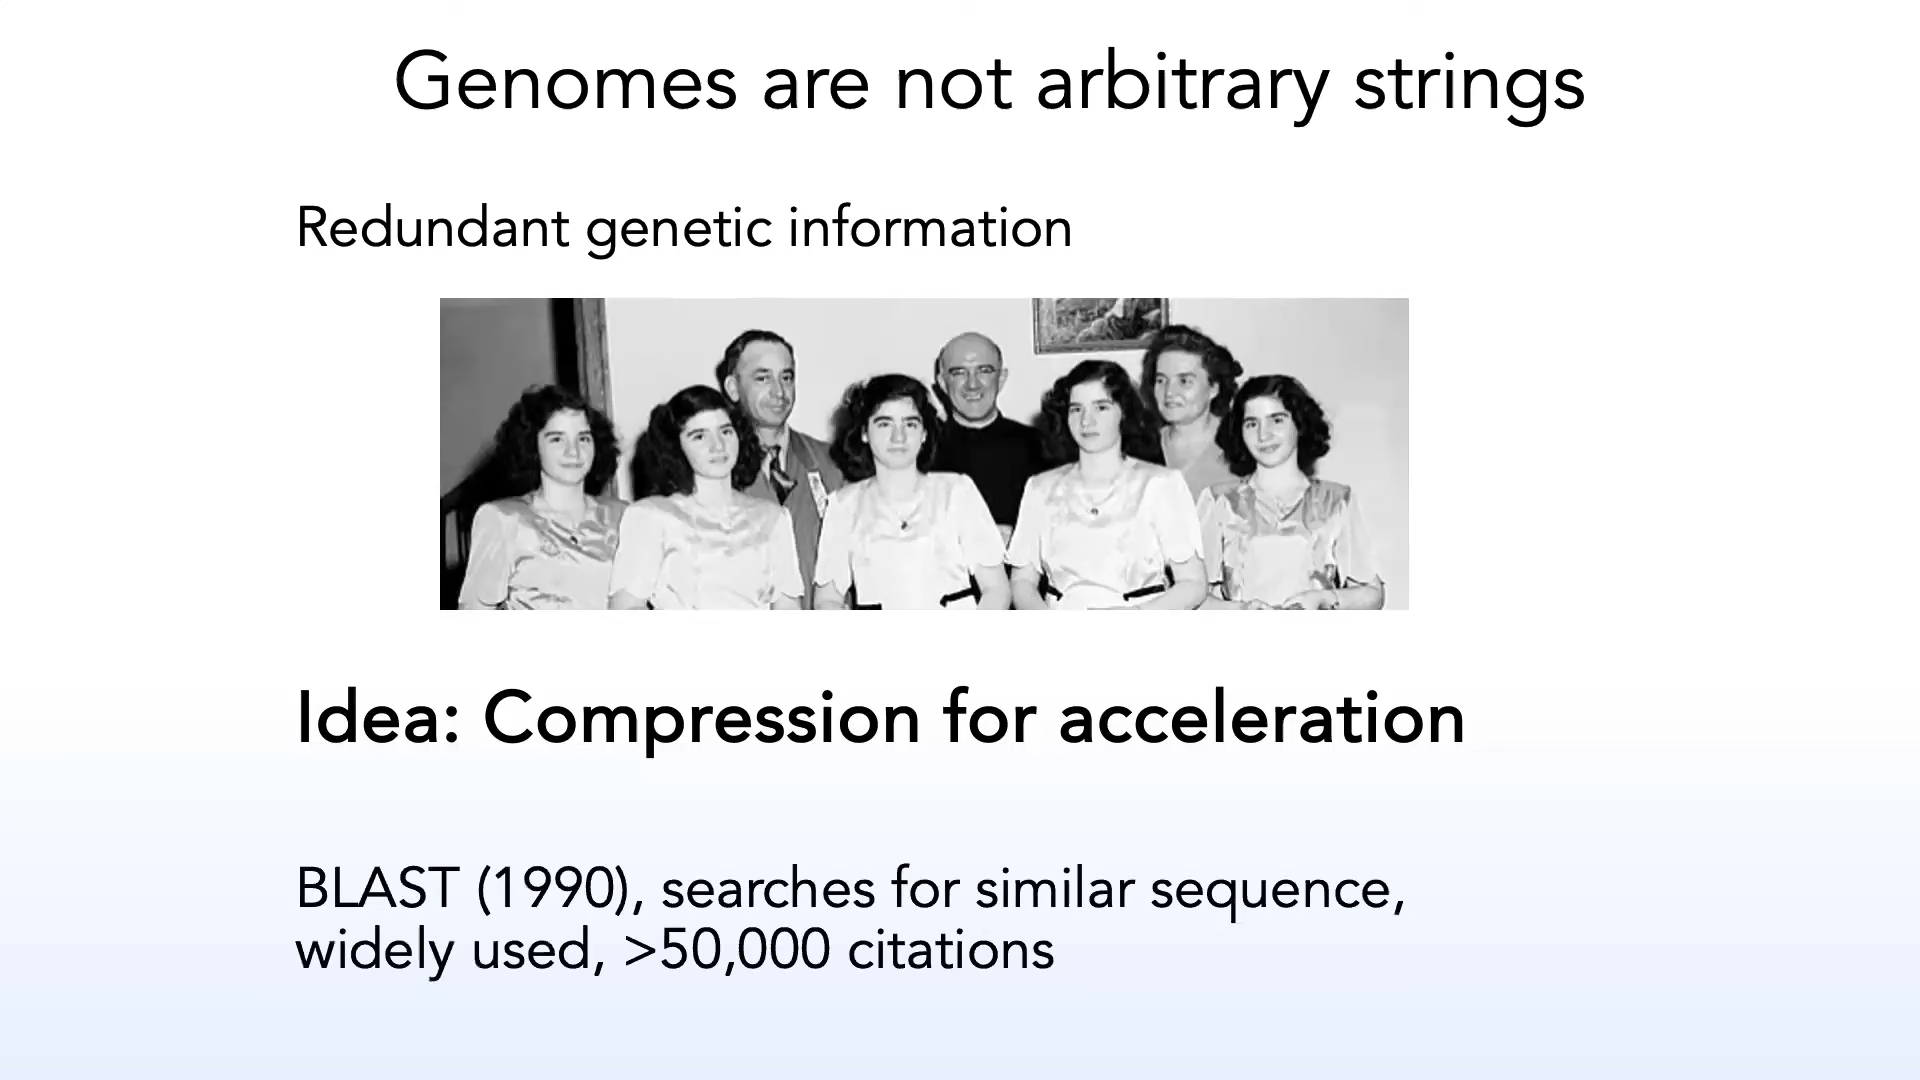 Genomes are not arbitrary strings
Redundant genetic information
Idea: Compression for acceleration
BLAST (1990), searches for similar sequence,
widely used, >50,000 citations